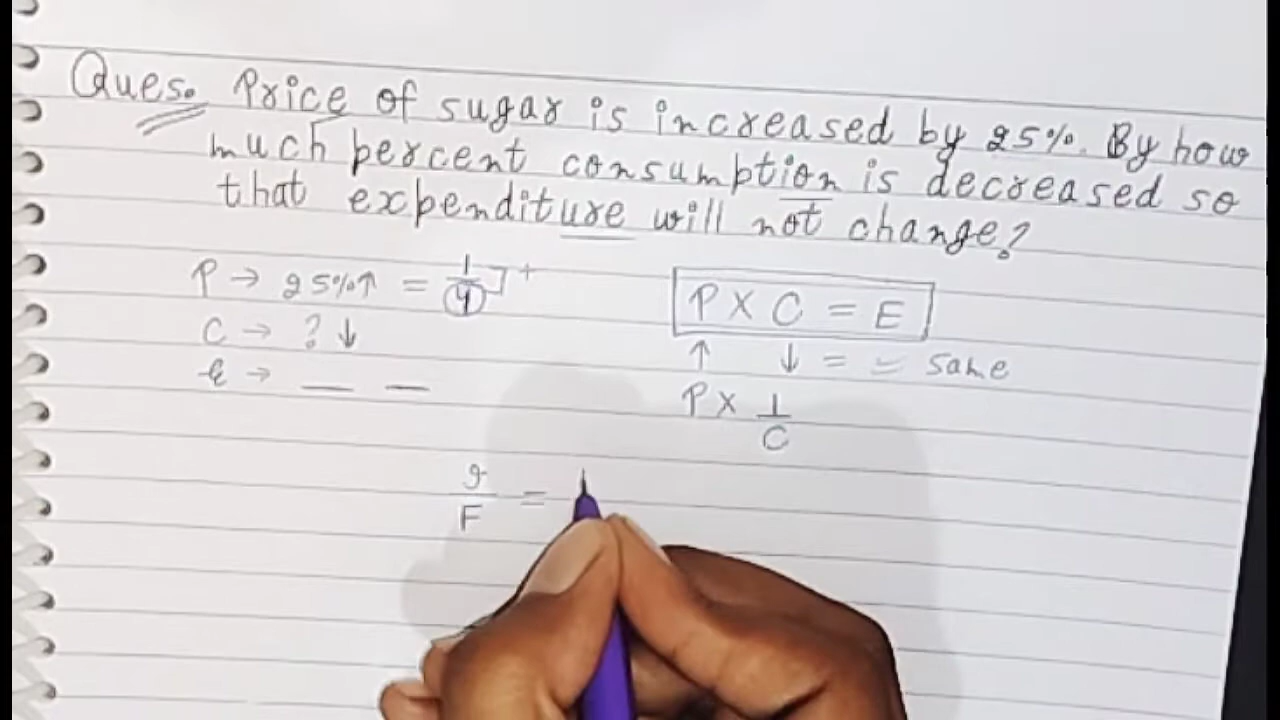 Ques. Price of sugar is increased by 25%. By how
much percent consumption is decreased so
that expenditure will not change?
P → 25%↑ = 1/4 +
C → ? ↓
E → — —
P X C = E
↑ ↓ = = same
P X 1/C
I/F =